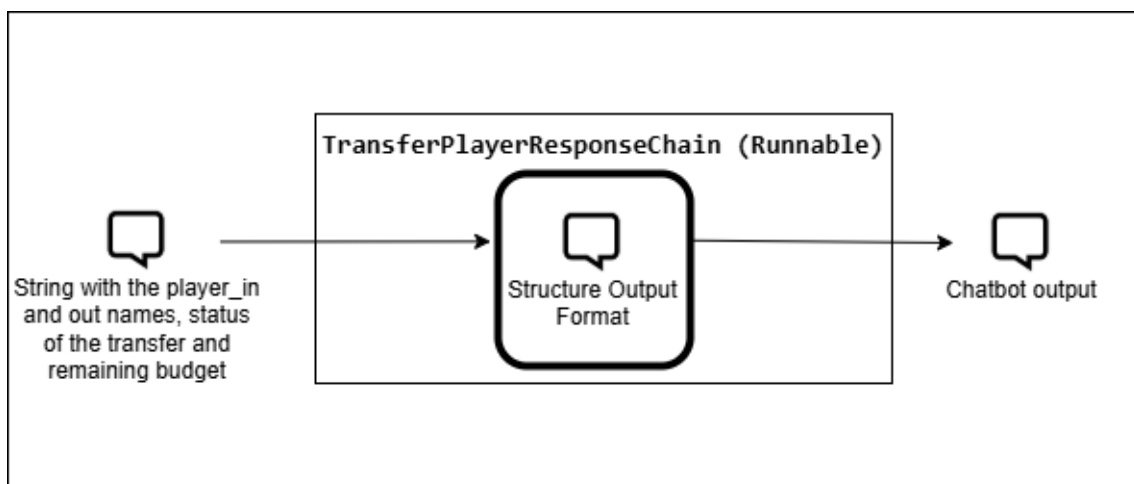 TransferPlayerResponseChain (Runnable)
String with the player_in
and out names, status
of the transfer and
remaining budget
Structure Output
Format
Chatbot output